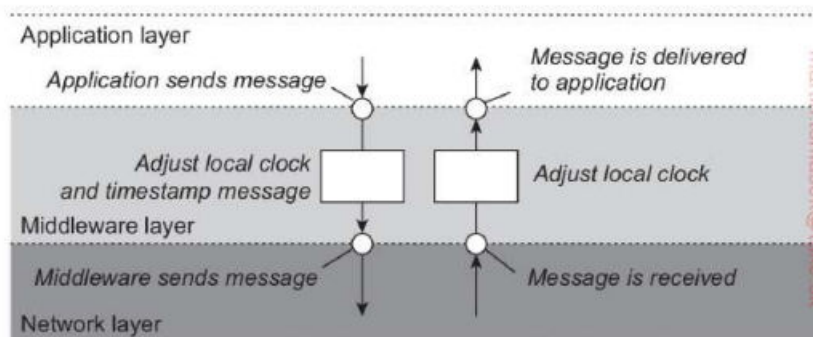 Application layer
Application sends message
Message is delivered
to application
Adjust local clock
and timestamp message
Adjust local clock
Middleware layer
Middleware sends message
Message is received
Network layer